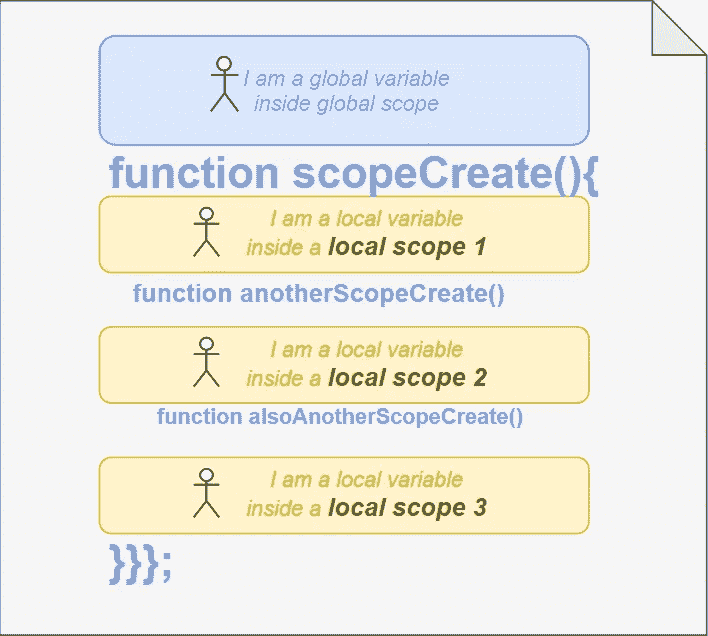 I am a global variable
inside global scope
function scopeCreate(){
I am a local variable
inside a local scope 1
function anotherScopeCreate()
I am a local variable
inside a local scope 2
function alsoAnotherScopeCreate()
I am a local variable
inside a local scope 3
}}};